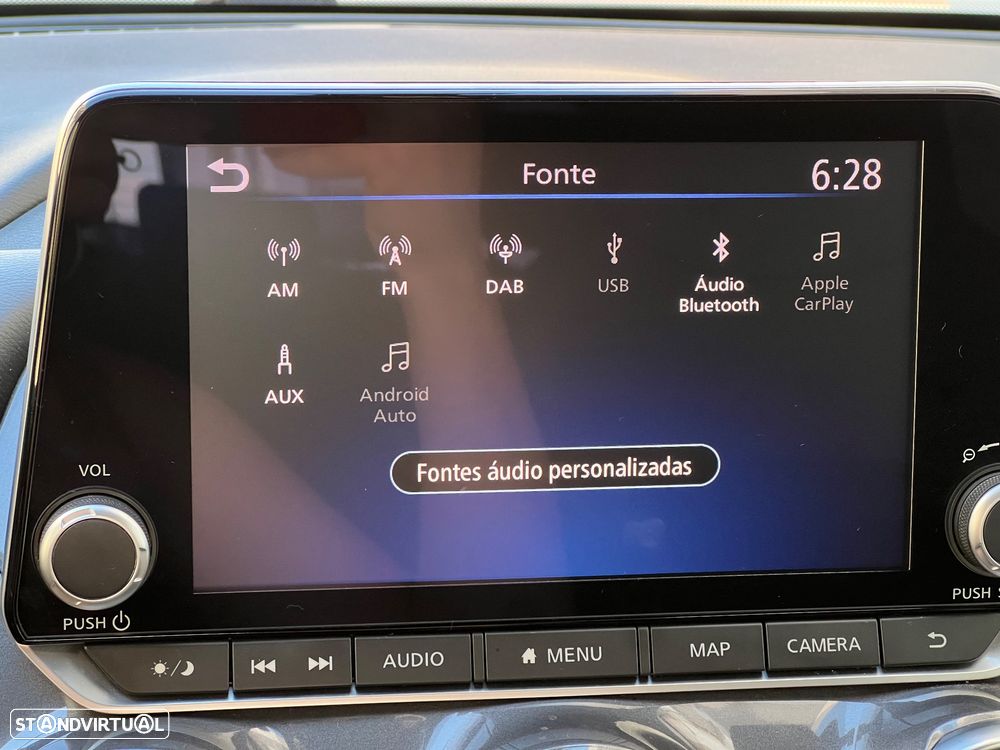 Fonte
6:28
AM
FM
DAB
USB
Áudio
Bluetooth
Apple
CarPlay
AUX
Android
Auto
Fontes áudio personalizadas
VOL
PUSH
PUSH
AUDIO
MENU
MAP
CAMERA
STANDVIRTUAL